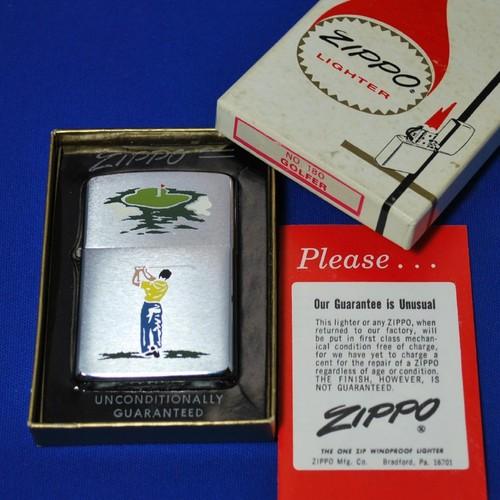 ZIPPO®
LIGHTER
NO. 180
GOLFER
ZIPPO
UNCONDITIONALLY
GUARANTEED
Please . . .
Our Guarantee is Unusual
This lighter or any ZIPPO, when
returned to our factory, will
be put in first class mechan-
ical condition free of charge,
for we have yet to charge a
cent for the repair of a ZIPPO
regardless of age or condition.
THE FINISH, HOWEVER, IS
NOT GUARANTEED.
ZIPPO®
THE ONE ZIP WINDPROOF LIGHTER
ZIPPO Mfg. Co. Bradford, Pa. 16701